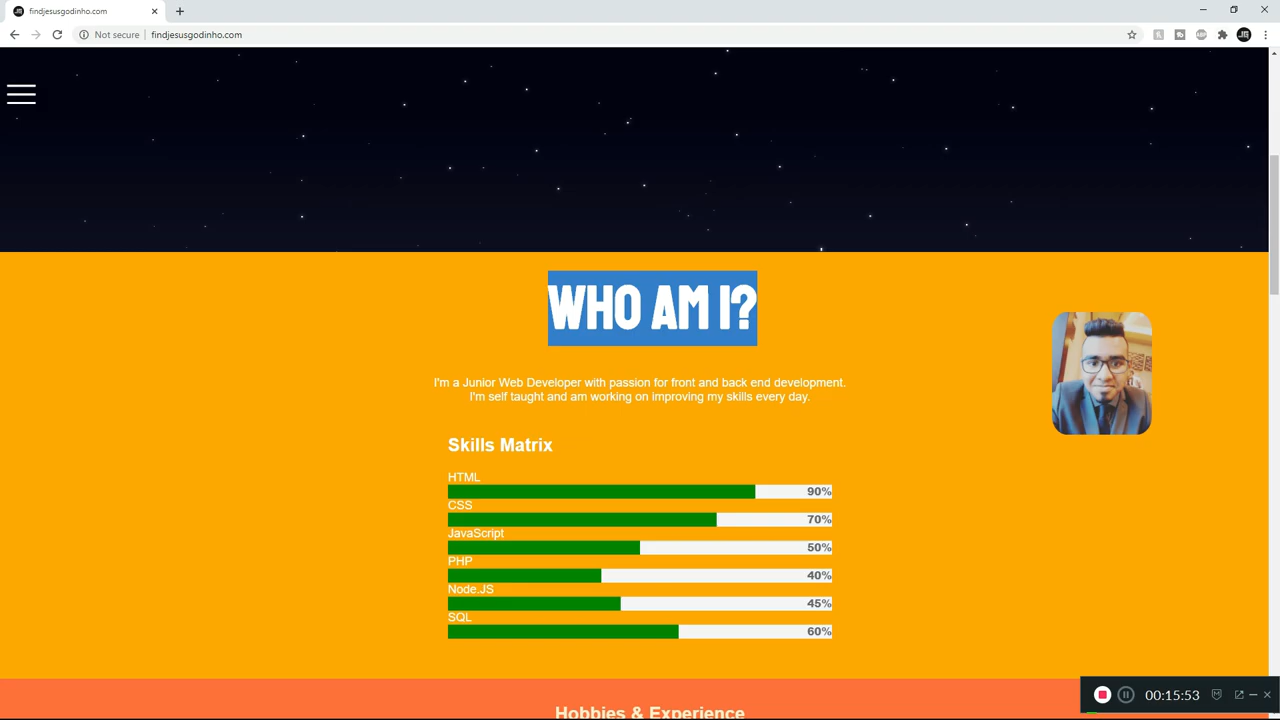 findjesusgodinho.com
Not secure
findjesusgodinho.com
WHO AM I?
I'm a Junior Web Developer with passion for front and back end development.
I'm self taught and am working on improving my skills every day.
Skills Matrix
HTML
90%
CSS
70%
JavaScript
50%
PHP
40%
Node.JS
45%
SQL
60%
Hobbies & Experience
00:15:53